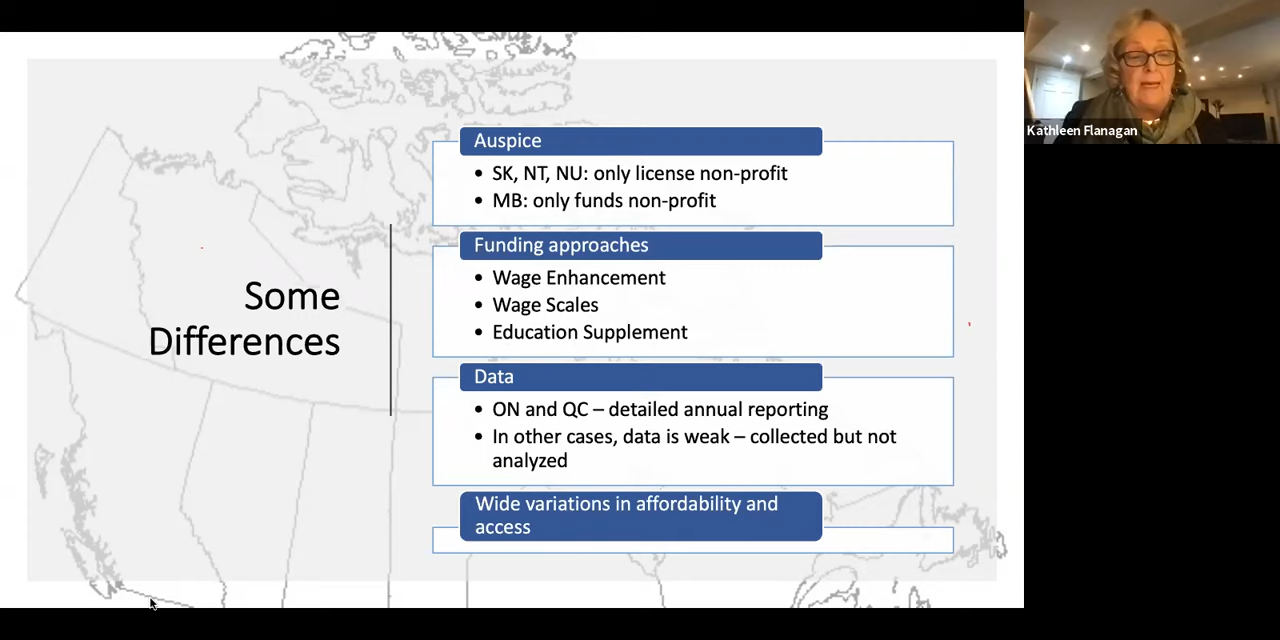 Some
Differences
Auspice
• SK, NT, NU: only license non-profit
• MB: only funds non-profit
Funding approaches
• Wage Enhancement
• Wage Scales
• Education Supplement
Data
• ON and QC – detailed annual reporting
• In other cases, data is weak – collected but not
analyzed
Wide variations in affordability and
access
Kathleen Flanagan